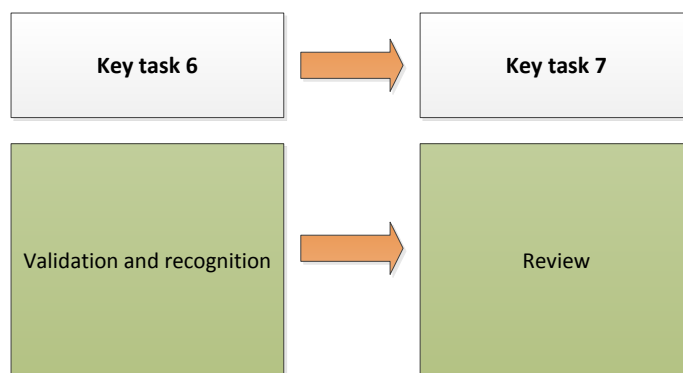 Key task 6
Key task 7
Validation and recognition
Review